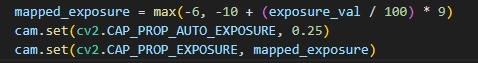 mapped_exposure = max(-6, -10 + (exposure_val / 100) * 9)
cam.set(cv2.CAP_PROP_AUTO_EXPOSURE, 0.25)
cam.set(cv2.CAP_PROP_EXPOSURE, mapped_exposure)